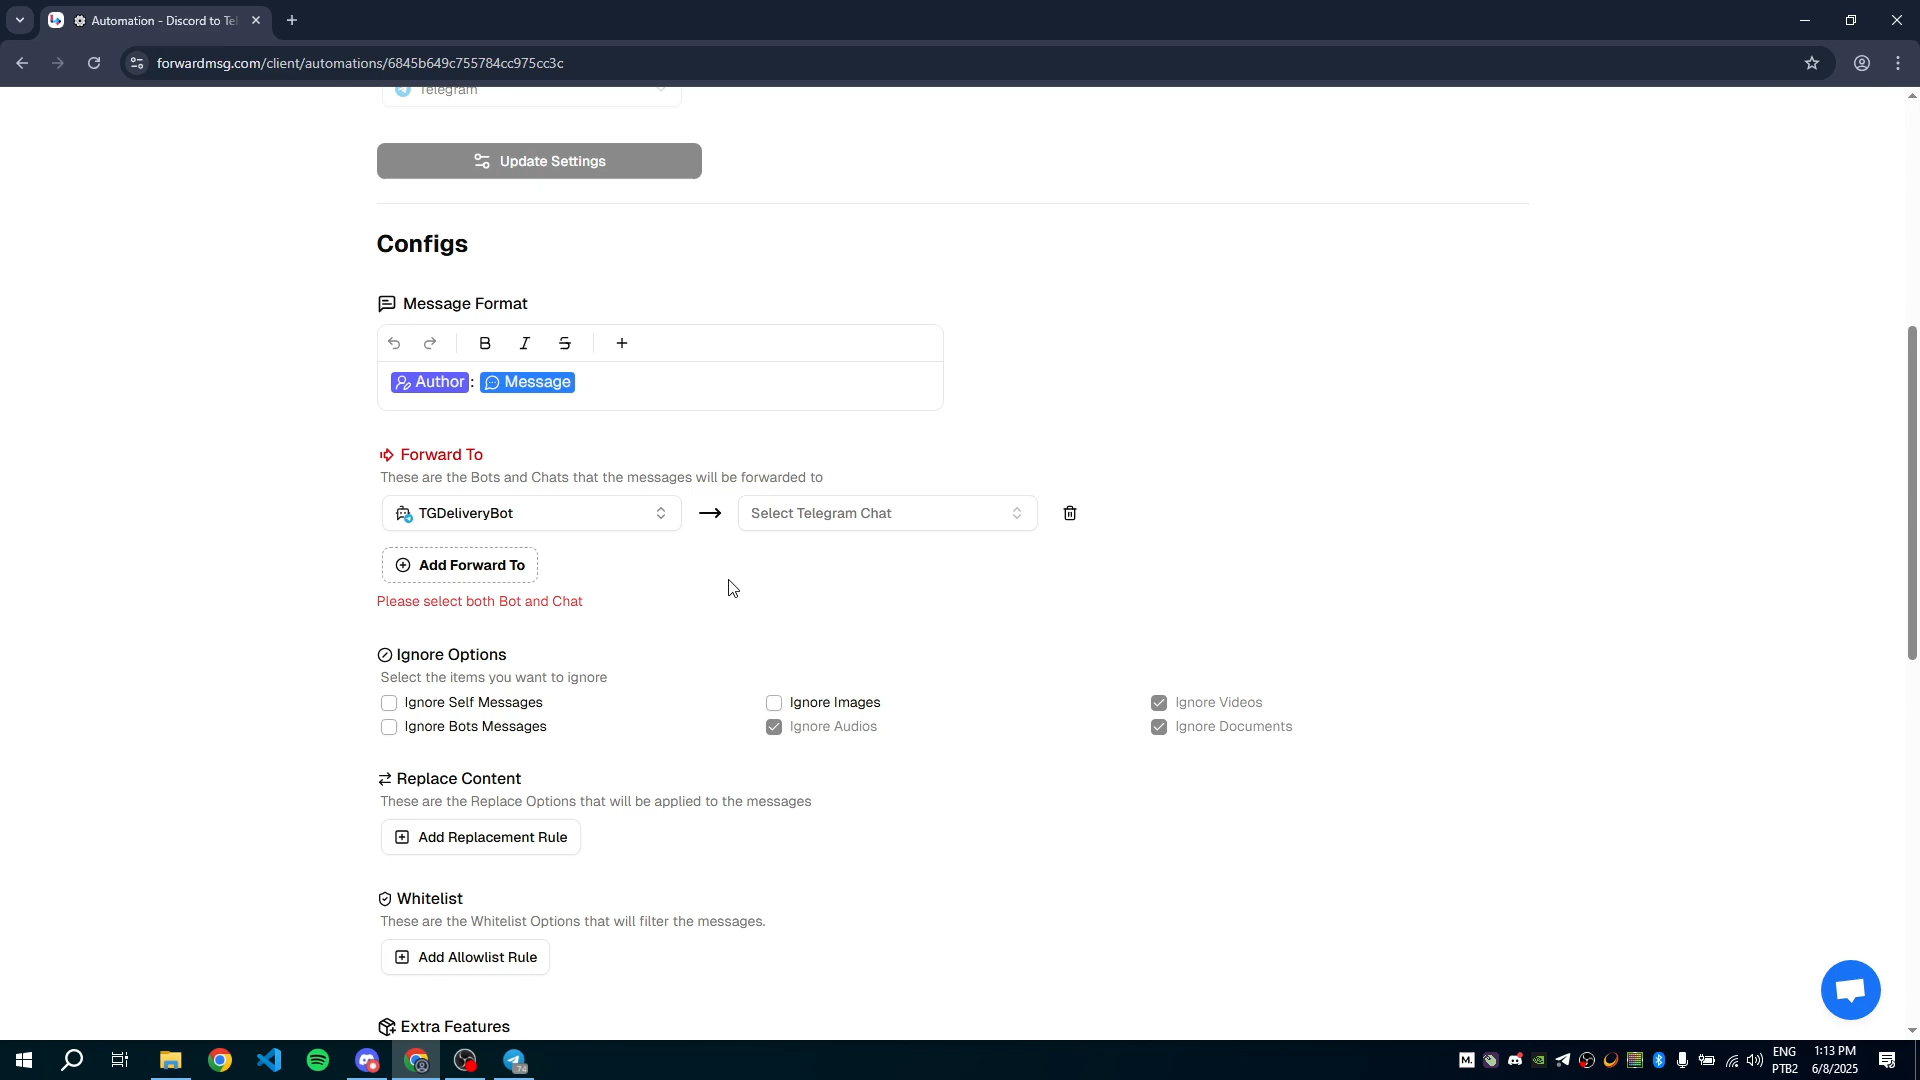 Automation - Discord to Tel
forwardmsg.com/client/automations/6845b649c755784cc975cc3c
Telegram
Update Settings
Configs
Message Format
Author : Message
Forward To
These are the Bots and Chats that the messages will be forwarded to
TGDeliveryBot
Select Telegram Chat
Add Forward To
Please select both Bot and Chat
Ignore Options
Select the items you want to ignore
Ignore Self Messages
Ignore Images
Ignore Videos
Ignore Bots Messages
Ignore Audios
Ignore Documents
Replace Content
These are the Replace Options that will be applied to the messages
Add Replacement Rule
Whitelist
These are the Whitelist Options that will filter the messages.
Add Allowlist Rule
Extra Features
74
M.
ENG
PTB2
1:13 PM
6/8/2025